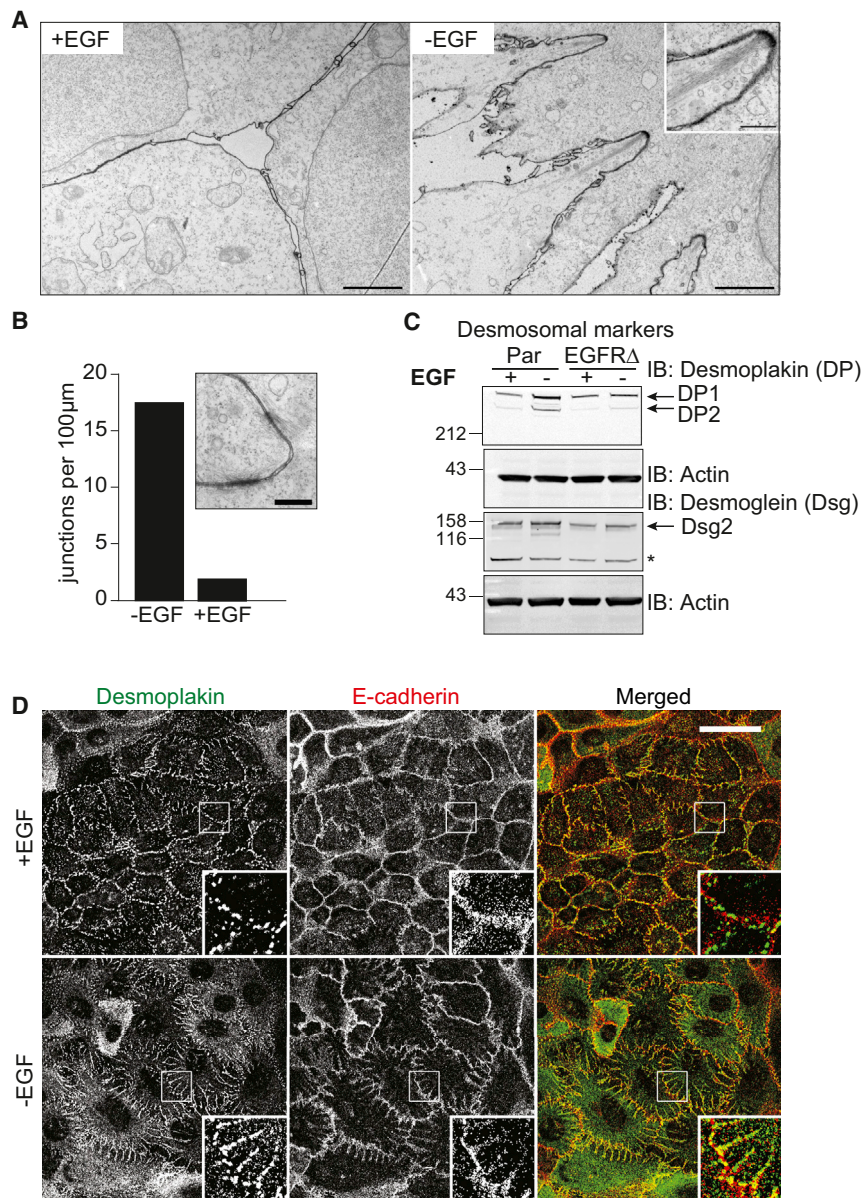 A
+EGF
-EGF
B
20
15
10
5
0
junctions per 100µm
-EGF +EGF
C
Desmosomal markers
Par EGFRΔ
EGF + - + -
IB: Desmoplakin (DP)
DP1
DP2
212
43
IB: Actin
IB: Desmoglein (Dsg)
158
116
Dsg2
*
43
IB: Actin
D
Desmoplakin E-cadherin Merged
+EGF
-EGF